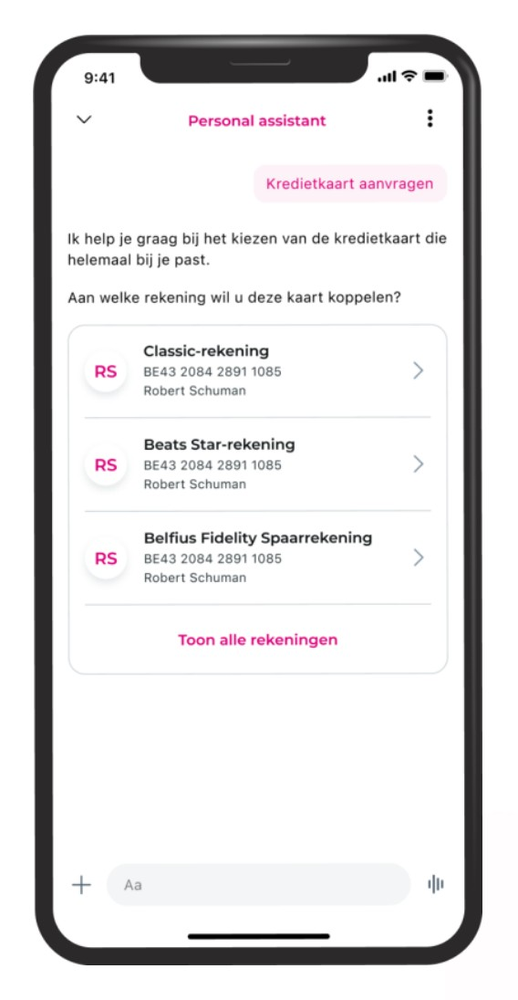 9:41
Personal assistant
Kredietkaart aanvragen
Ik help je graag bij het kiezen van de kredietkaart die
helemaal bij je past.
Aan welke rekening wil u deze kaart koppelen?
RS
Classic-rekening
BE43 2084 2891 1085
Robert Schuman
RS
Beats Star-rekening
BE43 2084 2891 1085
Robert Schuman
RS
Belfius Fidelity Spaarrekening
BE43 2084 2891 1085
Robert Schuman
Toon alle rekeningen
Aa